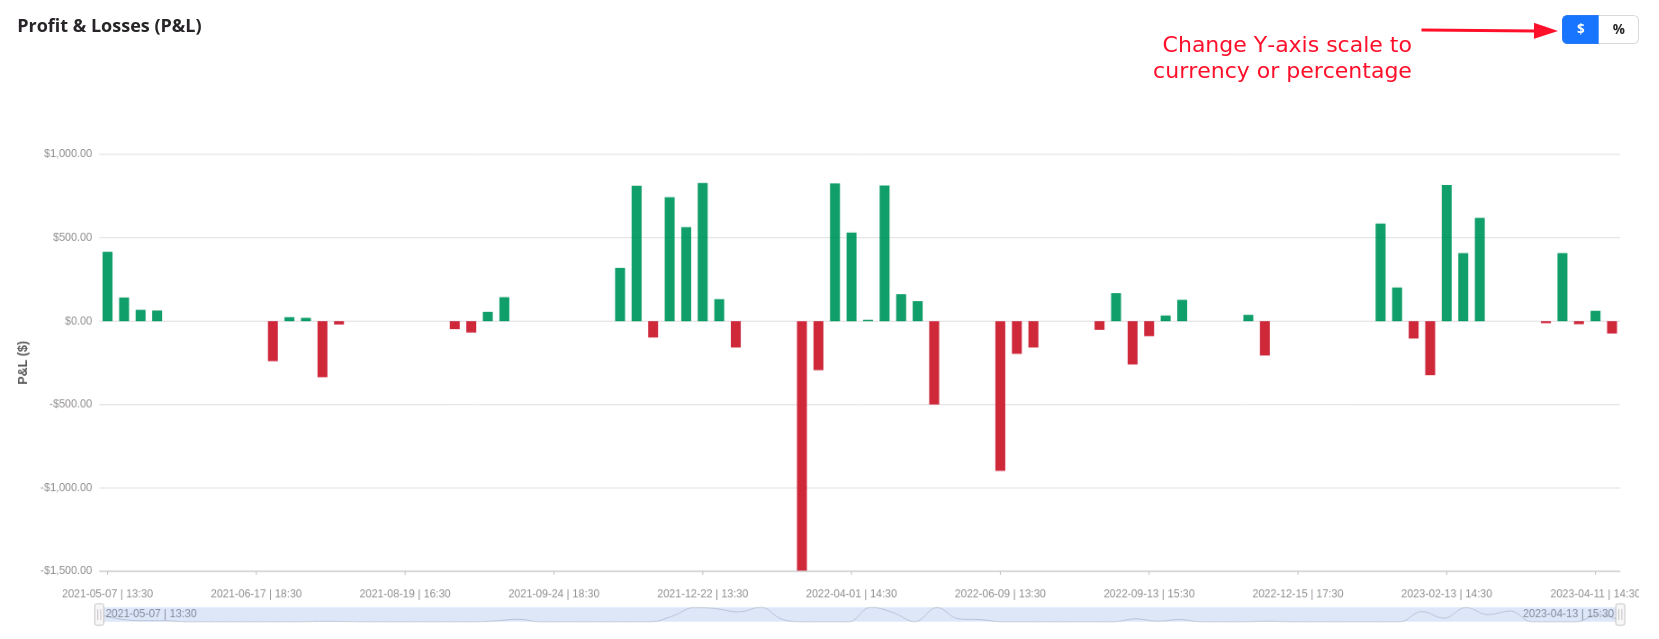 Profit & Losses (P&L)
$ %
Change Y-axis scale to
currency or percentage
$1,000.00
$500.00
$0.00
-$500.00
-$1,000.00
-$1,500.00
P&L ($)
2021-05-07 | 13:30
2021-06-17 | 18:30
2021-08-19 | 16:30
2021-09-24 | 18:30
2021-12-22 | 13:30
2022-04-01 | 14:30
2022-06-09 | 13:30
2022-09-13 | 15:30
2022-12-15 | 17:30
2023-02-13 | 14:30
2023-04-11 | 14:30
2021-05-07 | 13:30
2023-04-13 | 15:30